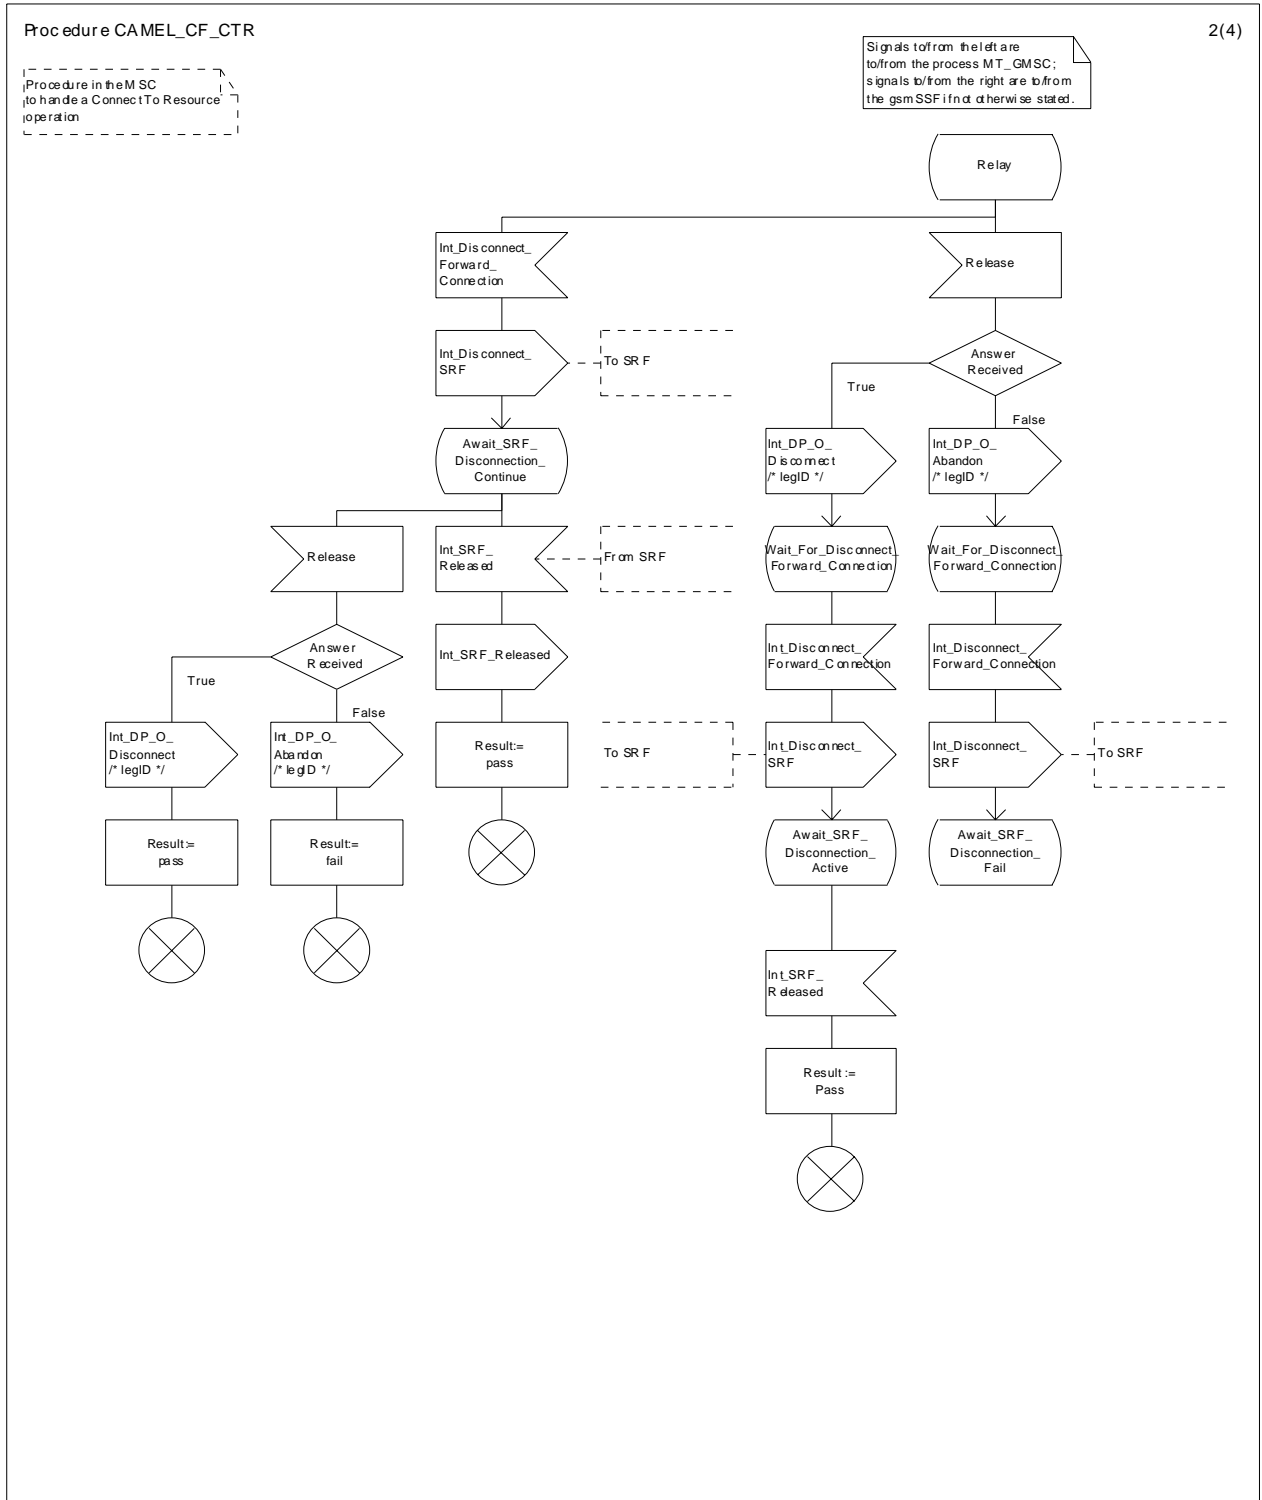 Procedure CAMEL_CF_CTR
2(4)
Procedure in the MSC
to handle a Connect To Resource
operation
Signals to/from the left are
to/from the process MT_GMSC;
signals to/from the right are to/from
the gsmSSF if not otherwise stated.
Relay
Int_Disconnect_
Forward_
Connection
Release
Int_Disconnect_
SRF
To SRF
Answer
Received
True
False
Await_SRF_
Disconnection_
Continue
Int_DP_O_
Disconnect
/* legID */
Int_DP_O_
Abandon
/* legID */
Release
Int_SRF_
Released
From SRF
Wait_For_Disconnect_
Forward_Connection
Wait_For_Disconnect_
Forward_Connection
Answer
Received
True
False
Int_SRF_Released
Int_Disconnect_
Forward_Connection
Int_Disconnect_
Forward_Connection
Int_DP_O_
Disconnect
/* legID */
Int_DP_O_
Abandon
/* legID */
Result:=
pass
To SRF
Int_Disconnect_
SRF
Int_Disconnect_
SRF
To SRF
Result:=
pass
Result:=
fail
Await_SRF_
Disconnection_
Active
Await_SRF_
Disconnection_
Fail
Int_SRF_
Released
Result:=
Pass